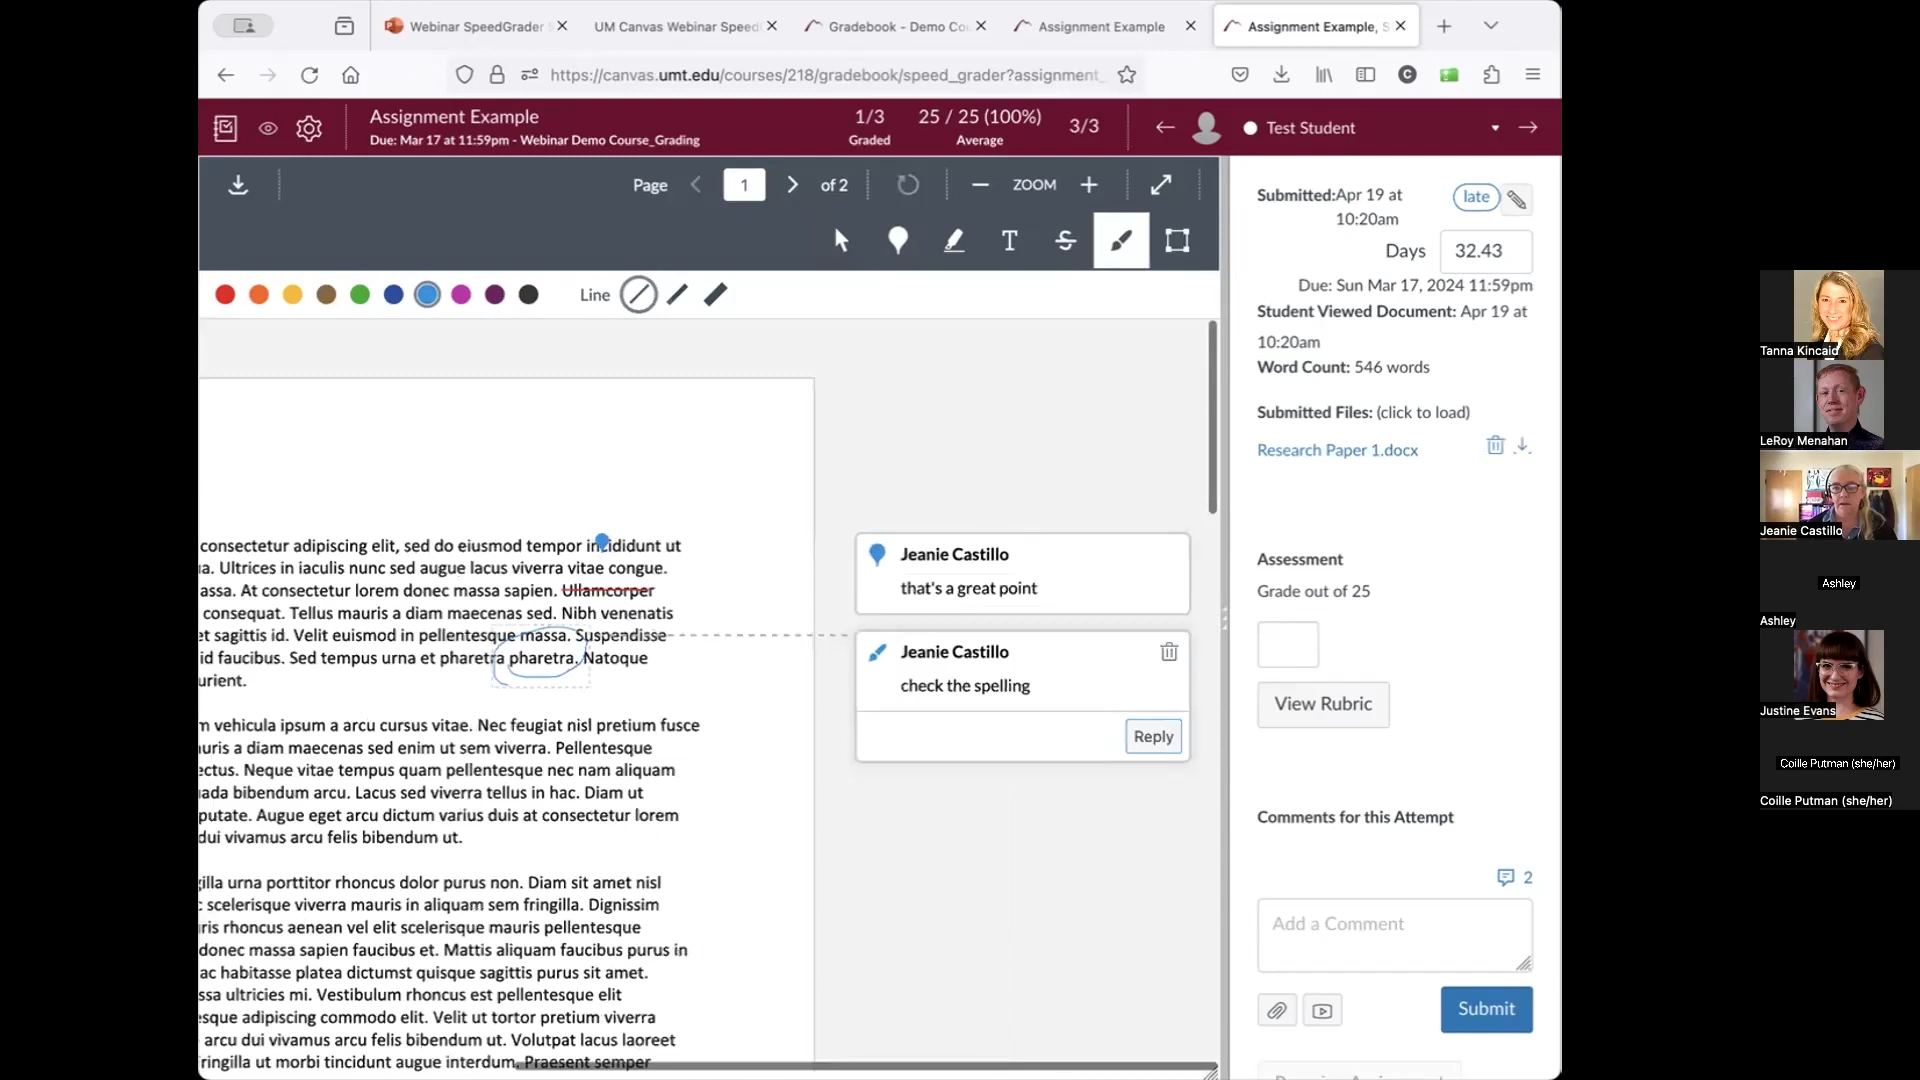 Webinar SpeedGrader
UM Canvas Webinar Speed
Gradebook - Demo Co
Assignment Example
Assignment Example, S
https://canvas.umt.edu/courses/218/gradebook/speed_grader?assignment_
Assignment Example
Due: Mar 17 at 11:59pm - Webinar Demo Course_Grading
1/3
Graded
25 / 25 (100%)
Average
3/3
Test Student
Page 1 of 2
ZOOM
T S
Line
consectetur adipiscing elit, sed do eiusmod tempor incididunt ut
ua. Ultrices in iaculis nunc sed augue lacus viverra vitae congue.
assa. At consectetur lorem donec massa sapien. Ullamcorper
consequat. Tellus mauris a diam maecenas sed. Nibh venenatis
et sagittis id. Velit euismod in pellentesque massa. Suspendisse
id faucibus. Sed tempus urna et pharetra pharetra. Natoque
urient.
m vehicula ipsum a arcu cursus vitae. Nec feugiat nisl pretium fusce
auris a diam maecenas sed enim ut sem viverra. Pellentesque
ectus. Neque vitae tempus quam pellentesque nec nam aliquam
ada bibendum arcu. Lacus sed viverra tellus in hac. Diam ut
putate. Augue eget arcu dictum varius duis at consectetur lorem
dui vivamus arcu felis bibendum ut.
gilla urna porttitor rhoncus dolor purus non. Diam sit amet nisl
c scelerisque viverra mauris in aliquam sem fringilla. Dignissim
ris rhoncus aenean vel elit scelerisque mauris pellentesque
donec massa sapien faucibus et. Mattis aliquam faucibus purus in
ac habitasse platea dictumst quisque sagittis purus sit amet.
ssa ultricies mi. Vestibulum rhoncus est pellentesque elit
esque adipiscing commodo elit. Velit ut tortor pretium viverra
arcu dui vivamus arcu felis bibendum ut. Volutpat lacus laoreet
fringilla ut morbi tincidunt augue interdum. Praesent semper
Jeanie Castillo
that's a great point
Jeanie Castillo
check the spelling
Reply
Submitted: Apr 19 at
10:20am
late
Days 32.43
Due: Sun Mar 17, 2024 11:59pm
Student Viewed Document: Apr 19 at
10:20am
Word Count: 546 words
Submitted Files: (click to load)
Research Paper 1.docx
Assessment
Grade out of 25
View Rubric
Comments for this Attempt
2
Add a Comment
Submit
Tanna Kincaid
LeRoy Menahan
Jeanie Castillo
Ashley
Ashley
Justine Evans
Coille Putman (she/her)
Coille Putman (she/her)